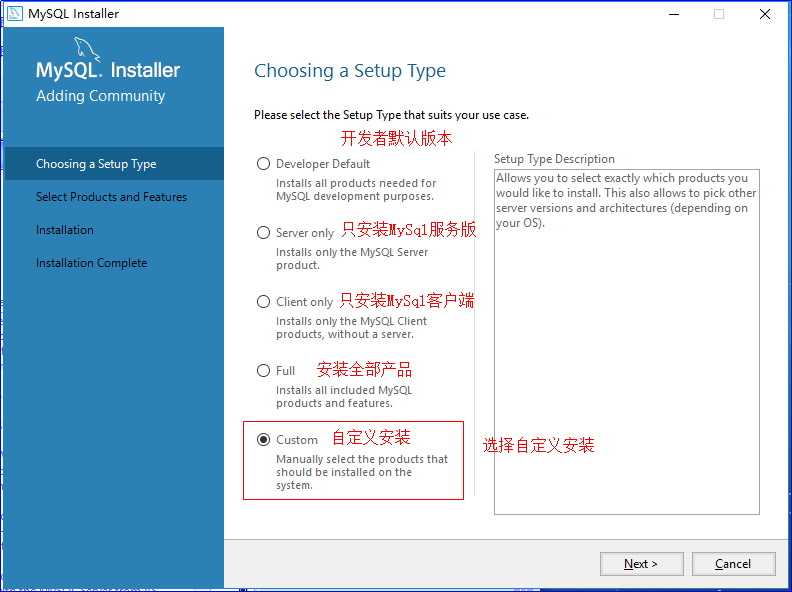 MySQL Installer
MySQL. Installer
Adding Community
Choosing a Setup Type
Select Products and Features
Installation
Installation Complete
Choosing a Setup Type
Please select the Setup Type that suits your use case.
开发者默认版本
Developer Default
Installs all products needed for
MySQL development purposes.
Server only 只安装MySql服务版
Installs only the MySQL Server
product.
Client only 只安装MySql客户端
Installs only the MySQL Client
products, without a server.
Full 安装全部产品
Installs all included MySQL
products and features.
Custom 自定义安装
Manually select the products that
should be installed on the
system.
选择自定义安装
Setup Type Description
Allows you to select exactly which products you
would like to install. This also allows to pick other
server versions and architectures (depending on
your OS).
Next >
Cancel